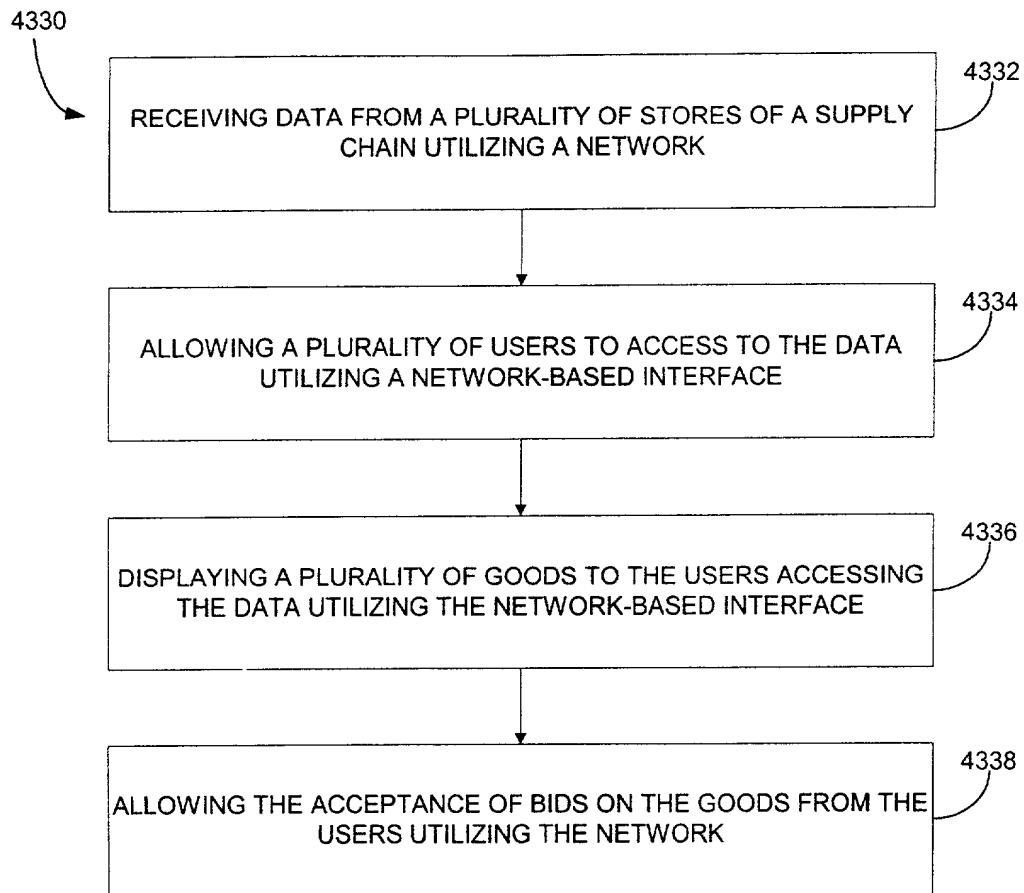 4330
4332
RECEIVING DATA FROM A PLURALITY OF STORES OF A SUPPLY
CHAIN UTILIZING A NETWORK
4334
ALLOWING A PLURALITY OF USERS TO ACCESS TO THE DATA
UTILIZING A NETWORK-BASED INTERFACE
4336
DISPLAYING A PLURALITY OF GOODS TO THE USERS ACCESSING
THE DATA UTILIZING THE NETWORK-BASED INTERFACE
4338
ALLOWING THE ACCEPTANCE OF BIDS ON THE GOODS FROM THE
USERS UTILIZING THE NETWORK